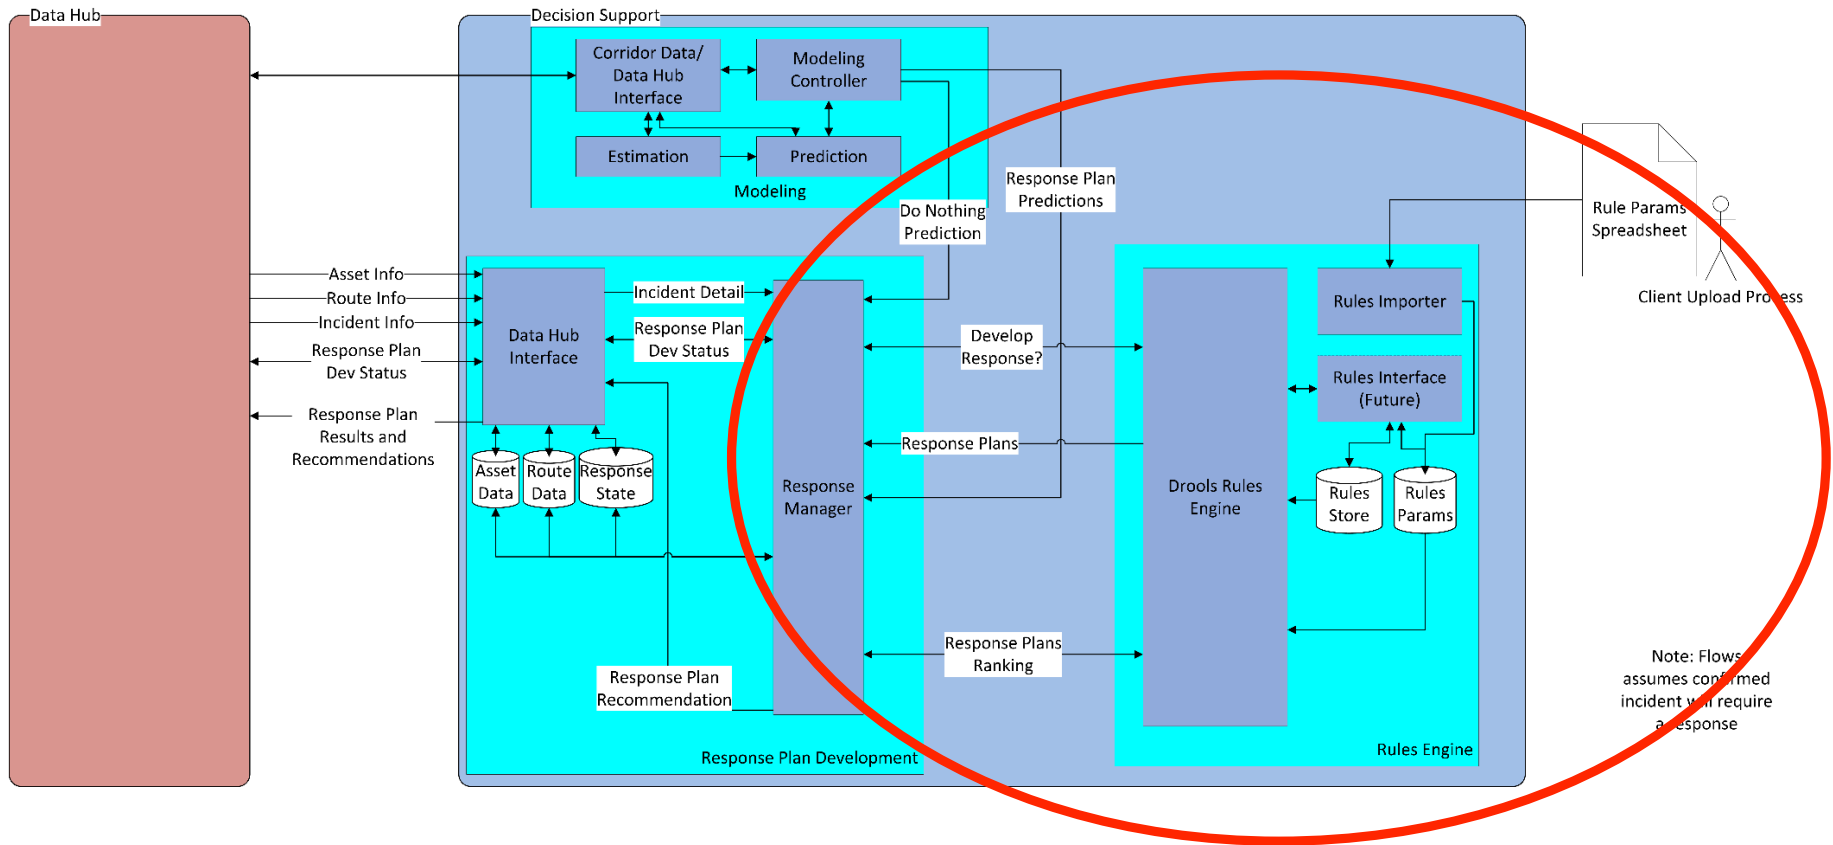 Data Hub
Decision Support
Corridor Data/
Data Hub
Interface
Modeling
Controller
Estimation
Prediction
Modeling
Response Plan
Predictions
Do Nothing
Prediction
Rule Params
Spreadsheet
Client Upload Process
Asset Info
Route Info
Incident Info
Response Plan
Dev Status
Response Plan
Results and
Recommendations
Data Hub
Interface
Incident Detail
Response Plan
Dev Status
Asset
Data
Route
Data
Response
State
Response
Manager
Response Plan
Recommendation
Response Plan Development
Develop
Response?
Response Plans
Response Plans
Ranking
Drools Rules
Engine
Rules Importer
Rules Interface
(Future)
Rules
Store
Rules
Params
Rules Engine
Note: Flows
assumes confirmed
incident will require
a response